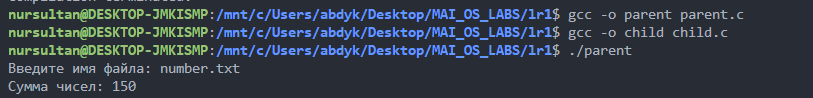 nursultan@DESKTOP-JMKISMP:/mnt/c/Users/abdyk/Desktop/MAI_OS_LABS/lr1$ gcc -o parent parent.c
nursultan@DESKTOP-JMKISMP:/mnt/c/Users/abdyk/Desktop/MAI_OS_LABS/lr1$ gcc -o child child.c
nursultan@DESKTOP-JMKISMP:/mnt/c/Users/abdyk/Desktop/MAI_OS_LABS/lr1$ ./parent
Введите имя файла: number.txt
Сумма чисел: 150